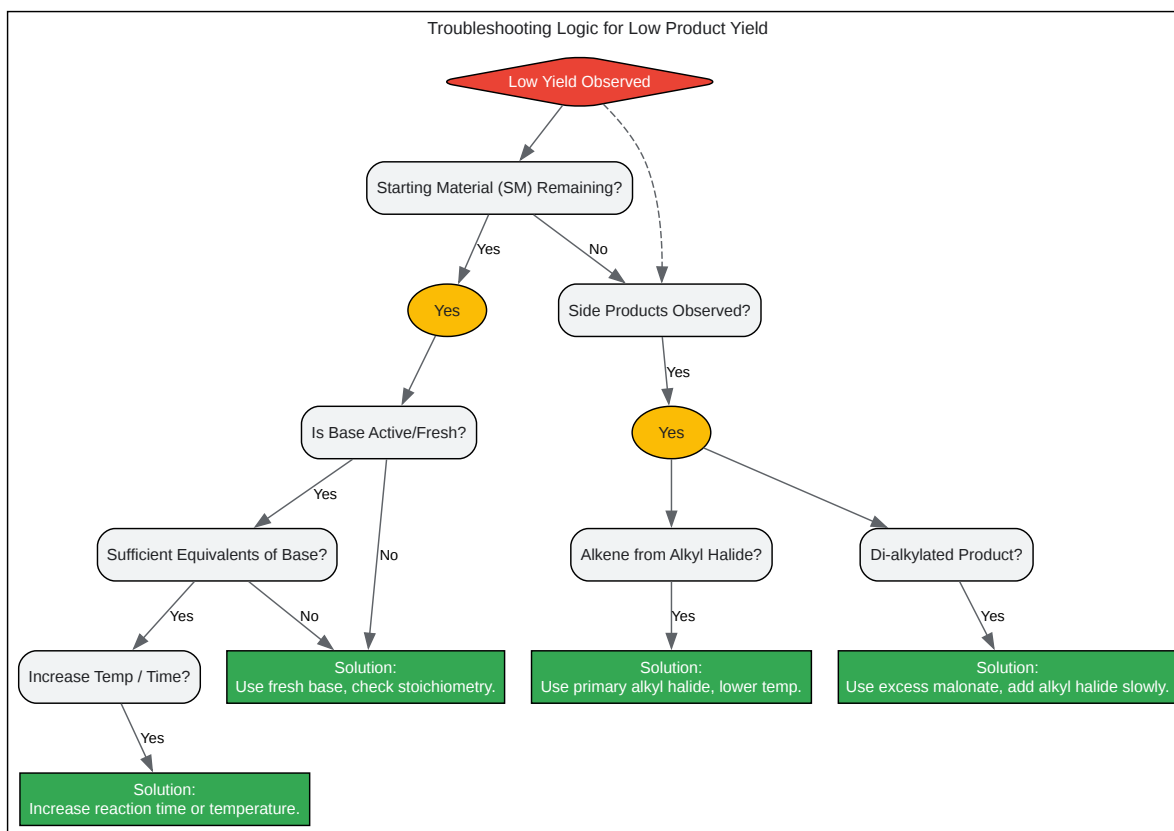 Troubleshooting Logic for Low Product Yield
Low Yield Observed
Starting Material (SM) Remaining?
Yes
No
Yes
Side Products Observed?
Yes
Is Base Active/Fresh?
Yes
Yes
No
Sufficient Equivalents of Base?
Alkene from Alkyl Halide?
Di-alkylated Product?
Yes
No
Yes
Yes
Increase Temp / Time?
Solution:
Use fresh base, check stoichiometry.
Solution:
Use primary alkyl halide, lower temp.
Solution:
Use excess malonate, add alkyl halide slowly.
Yes
Solution:
Increase reaction time or temperature.